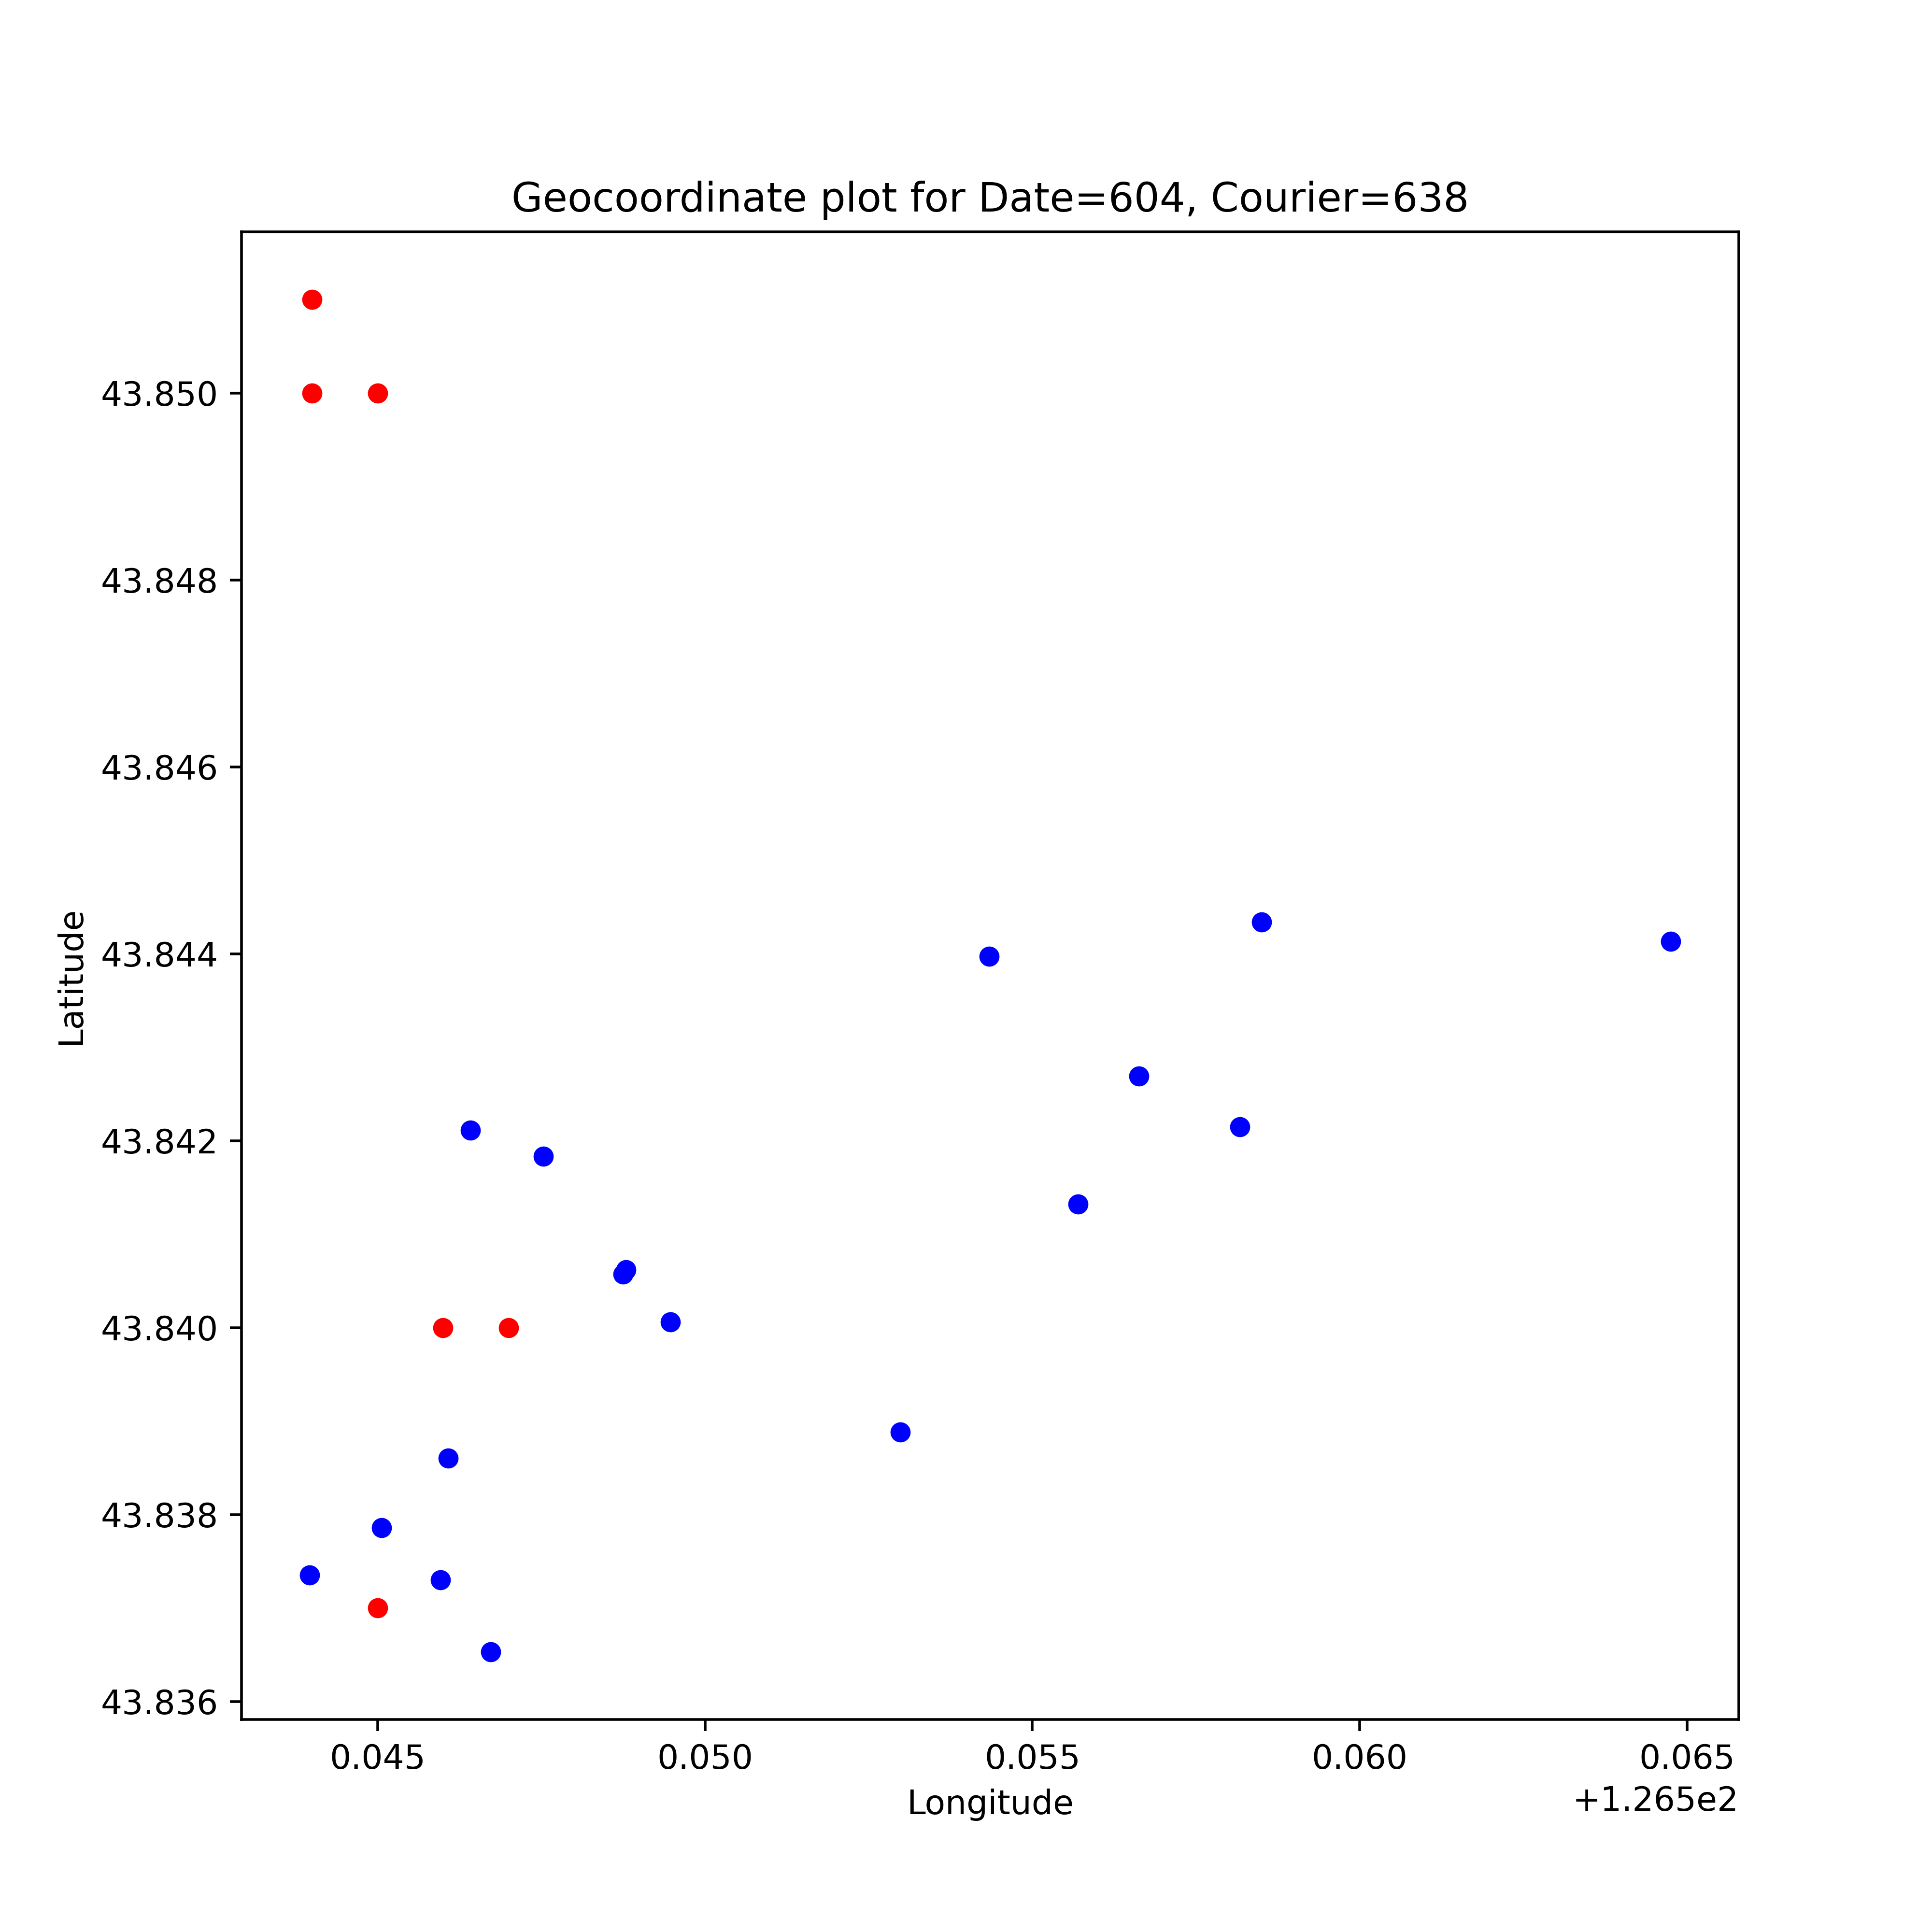 Geocoordinate plot for Date=604, Courier=638
Latitude
43.850
43.848
43.846
43.844
43.842
43.840
43.838
43.836
0.045 0.050 0.055 0.060 0.065
+1.265e2
Longitude